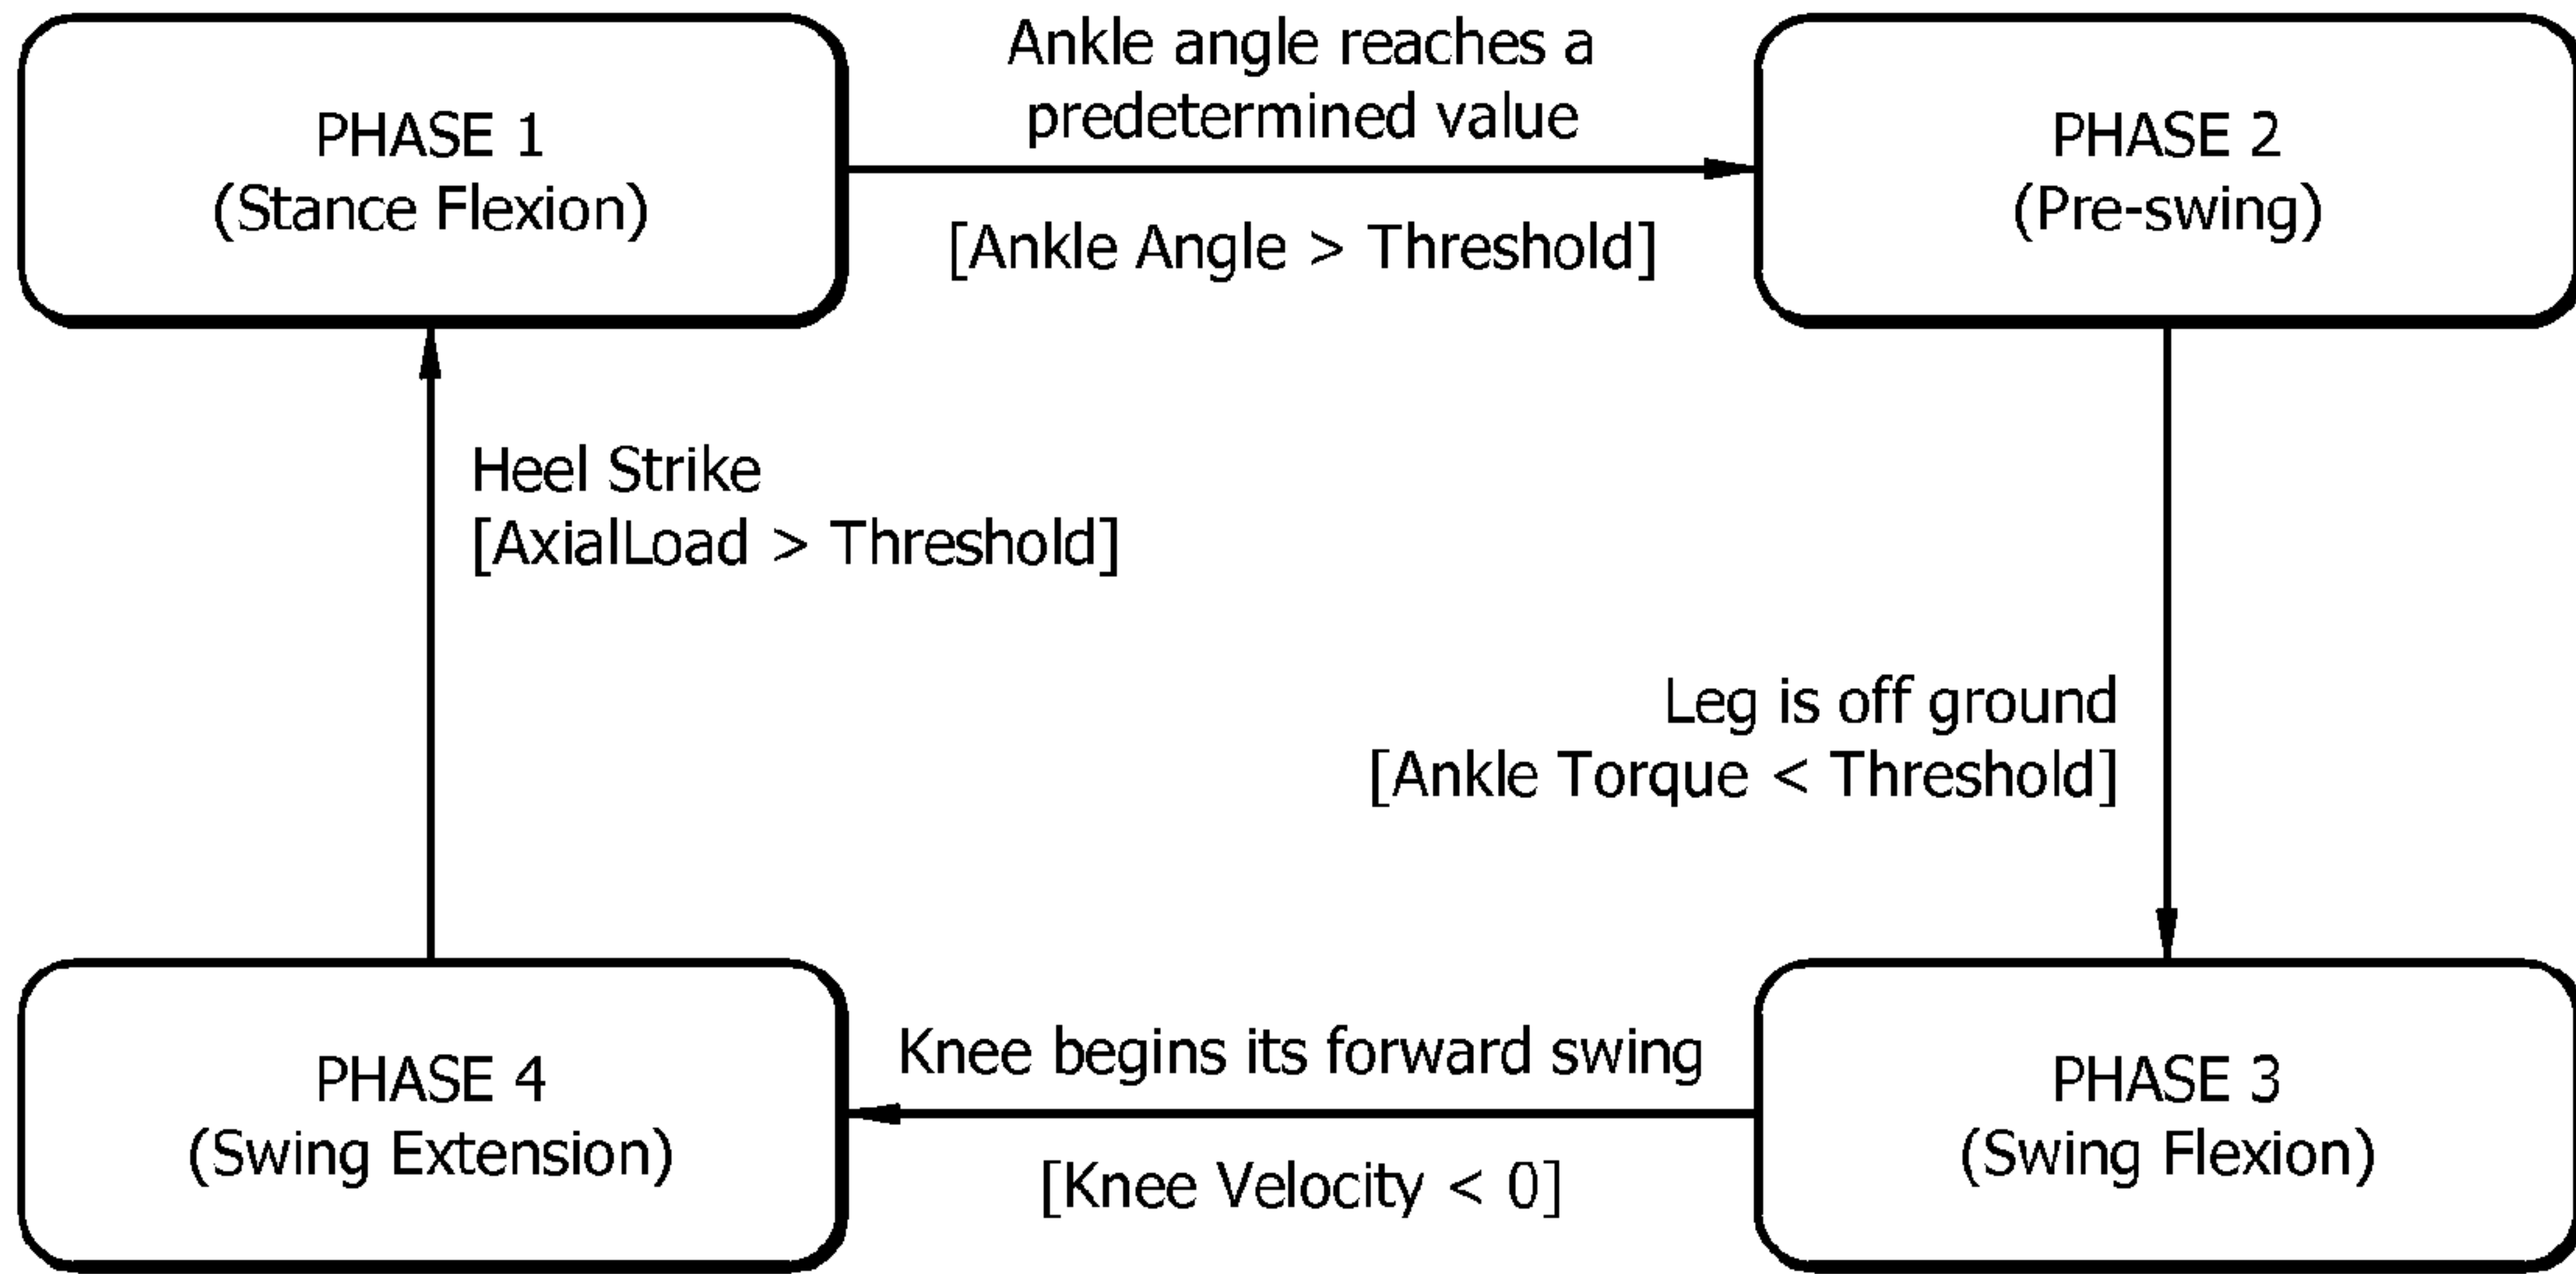 PHASE 1
(Stance Flexion)
Ankle angle reaches a
predetermined value
[Ankle Angle > Threshold]
PHASE 2
(Pre-swing)
Heel Strike
[AxialLoad > Threshold]
Leg is off ground
[Ankle Torque < Threshold]
PHASE 4
(Swing Extension)
Knee begins its forward swing
[Knee Velocity < 0]
PHASE 3
(Swing Flexion)